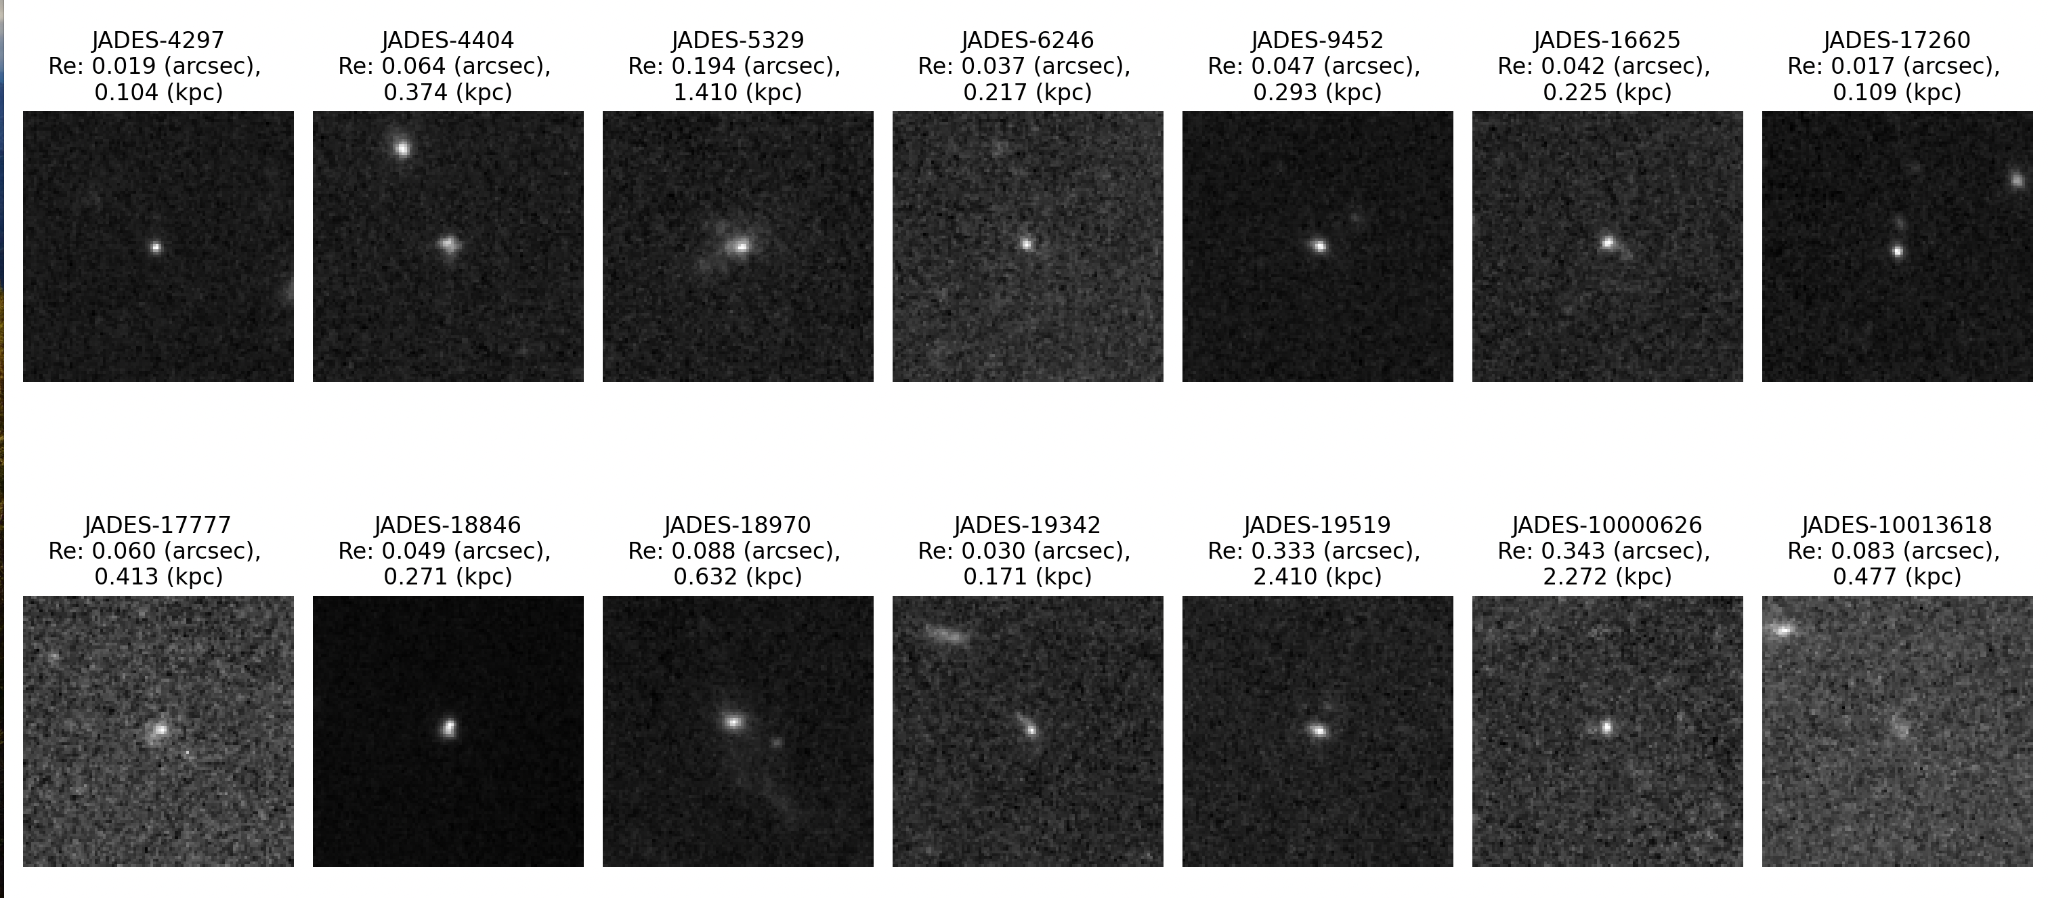 JADES-4297
Re: 0.019 (arcsec),
0.104 (kpc)
JADES-4404
Re: 0.064 (arcsec),
0.374 (kpc)
JADES-5329
Re: 0.194 (arcsec),
1.410 (kpc)
JADES-6246
Re: 0.037 (arcsec),
0.217 (kpc)
JADES-9452
Re: 0.047 (arcsec),
0.293 (kpc)
JADES-16625
Re: 0.042 (arcsec),
0.225 (kpc)
JADES-17260
Re: 0.017 (arcsec),
0.109 (kpc)
JADES-17777
Re: 0.060 (arcsec),
0.413 (kpc)
JADES-18846
Re: 0.049 (arcsec),
0.271 (kpc)
JADES-18970
Re: 0.088 (arcsec),
0.632 (kpc)
JADES-19342
Re: 0.030 (arcsec),
0.171 (kpc)
JADES-19519
Re: 0.333 (arcsec),
2.410 (kpc)
JADES-10000626
Re: 0.343 (arcsec),
2.272 (kpc)
JADES-10013618
Re: 0.083 (arcsec),
0.477 (kpc)